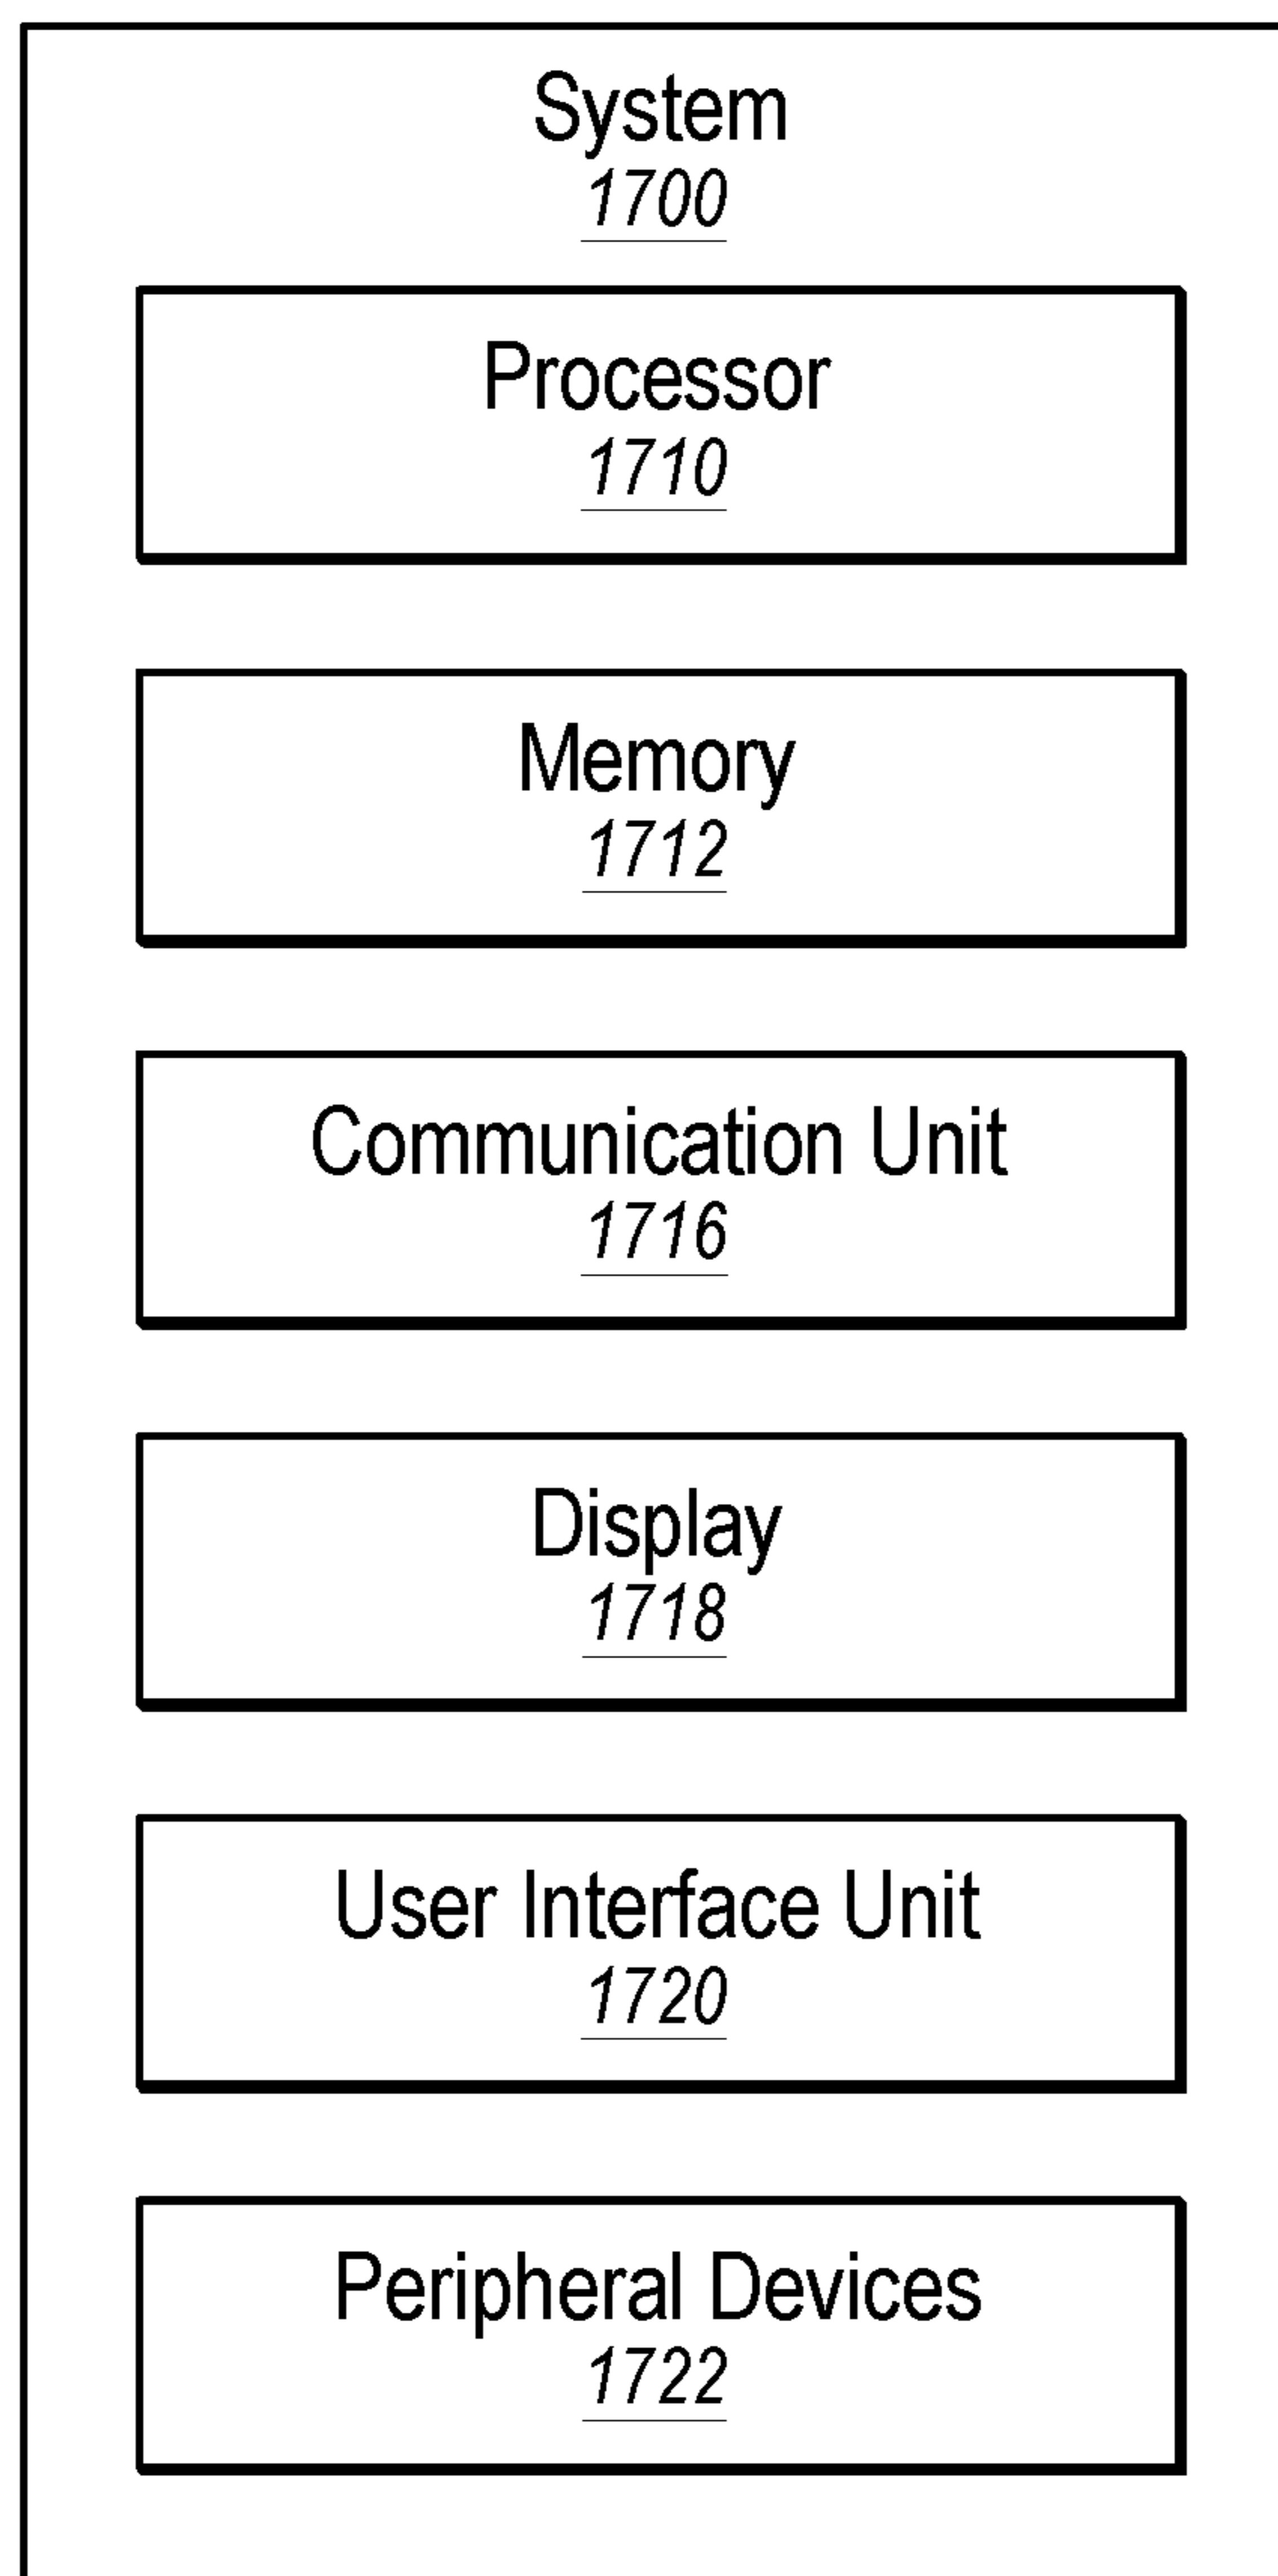 System
1700
Processor
1710
Memory
1712
Communication Unit
1716
Display
1718
User Interface Unit
1720
Peripheral Devices
1722